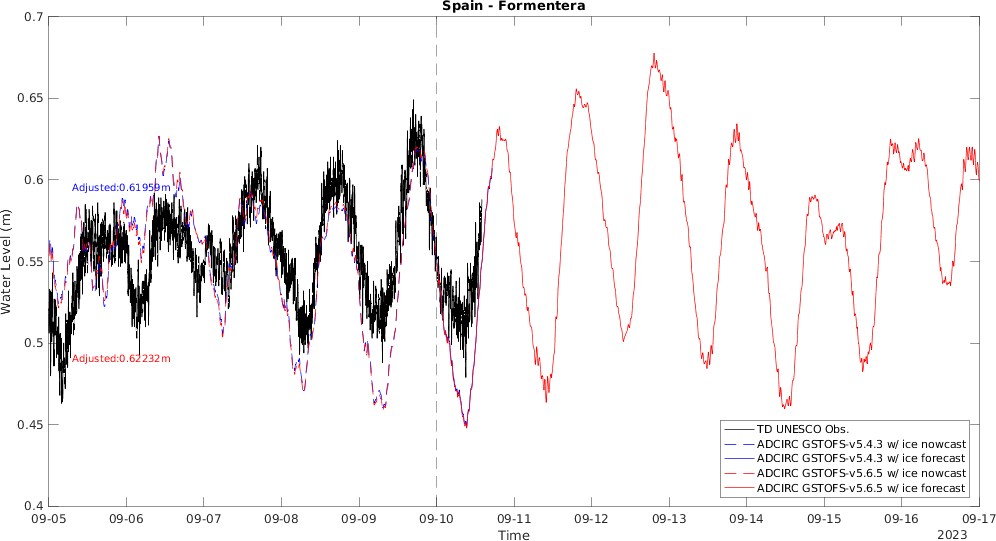 Spain - Formentera
0.7
0.65
0.6
0.55
0.5
0.45
0.4
Water Level (m)
Adjusted:0.61959m
Adjusted:0.62232m
TD UNESCO Obs.
ADCIRC GSTOFS-v5.4.3 w/ ice nowcast
ADCIRC GSTOFS-v5.4.3 w/ ice forecast
ADCIRC GSTOFS-v5.6.5 w/ ice nowcast
ADCIRC GSTOFS-v5.6.5 w/ ice forecast
09-05 09-06 09-07 09-08 09-09 09-10 09-11 09-12 09-13 09-14 09-15 09-16 09-17
Time
2023